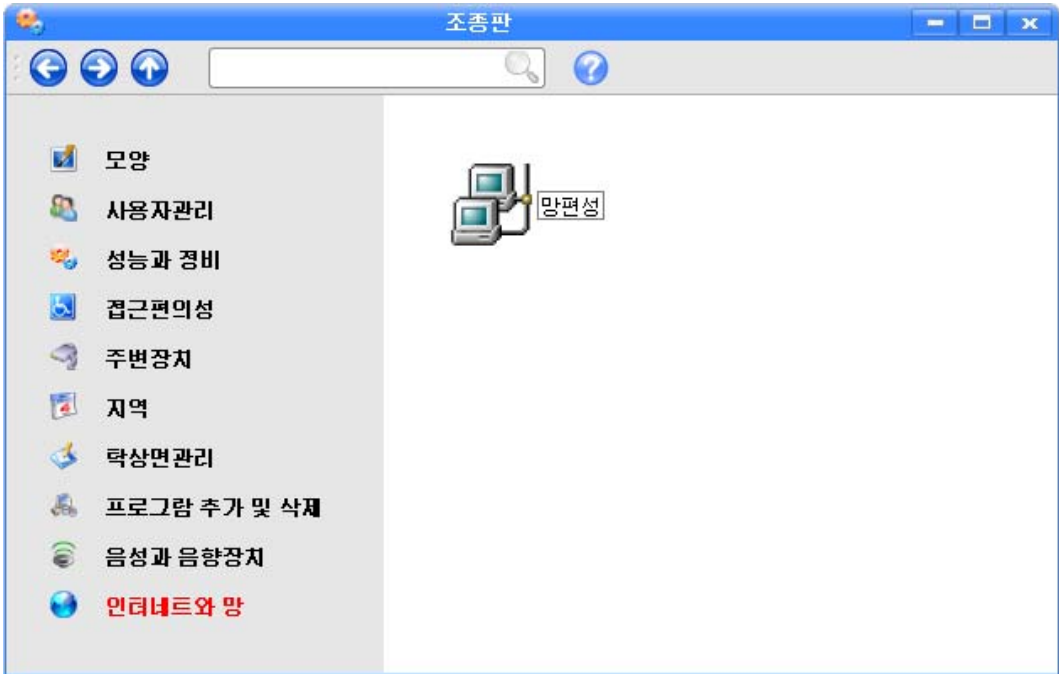 조종판
모양
사용자관리
성능과 정비
접근편의성
주변장치
지역
탁상면관리
프로그람 추가 및 삭제
음성과 음향장치
인터네트와 망
망편성